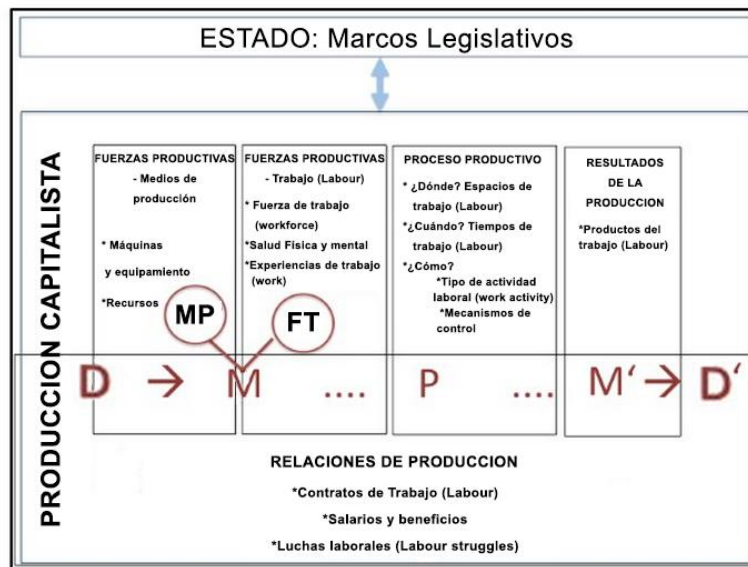 ESTADO: Marcos Legislativos
PRODUCCION CAPITALISTA
FUERZAS PRODUCTIVAS
- Medios de
producción
* Máquinas
y equipamiento
*Recursos
FUERZAS PRODUCTIVAS
- Trabajo (Labour)
* Fuerza de trabajo
(workforce)
*Salud Física y mental
*Experiencias de trabajo
(work)
PROCESO PRODUCTIVO
* ¿Dónde? Espacios de
trabajo (Labour)
*¿Cuándo? Tiempos de
trabajo (Labour)
*¿Cómo?
*Tipo de actividad
laboral (work activity)
*Mecanismos de
control
RESULTADOS
DE LA
PRODUCCION
*Productos del
trabajo (Labour)
MP FT
D → M .... P .... M‘ → D‘
RELACIONES DE PRODUCCION
*Contratos de Trabajo (Labour)
*Salarios y beneficios
*Luchas laborales (Labour struggles)